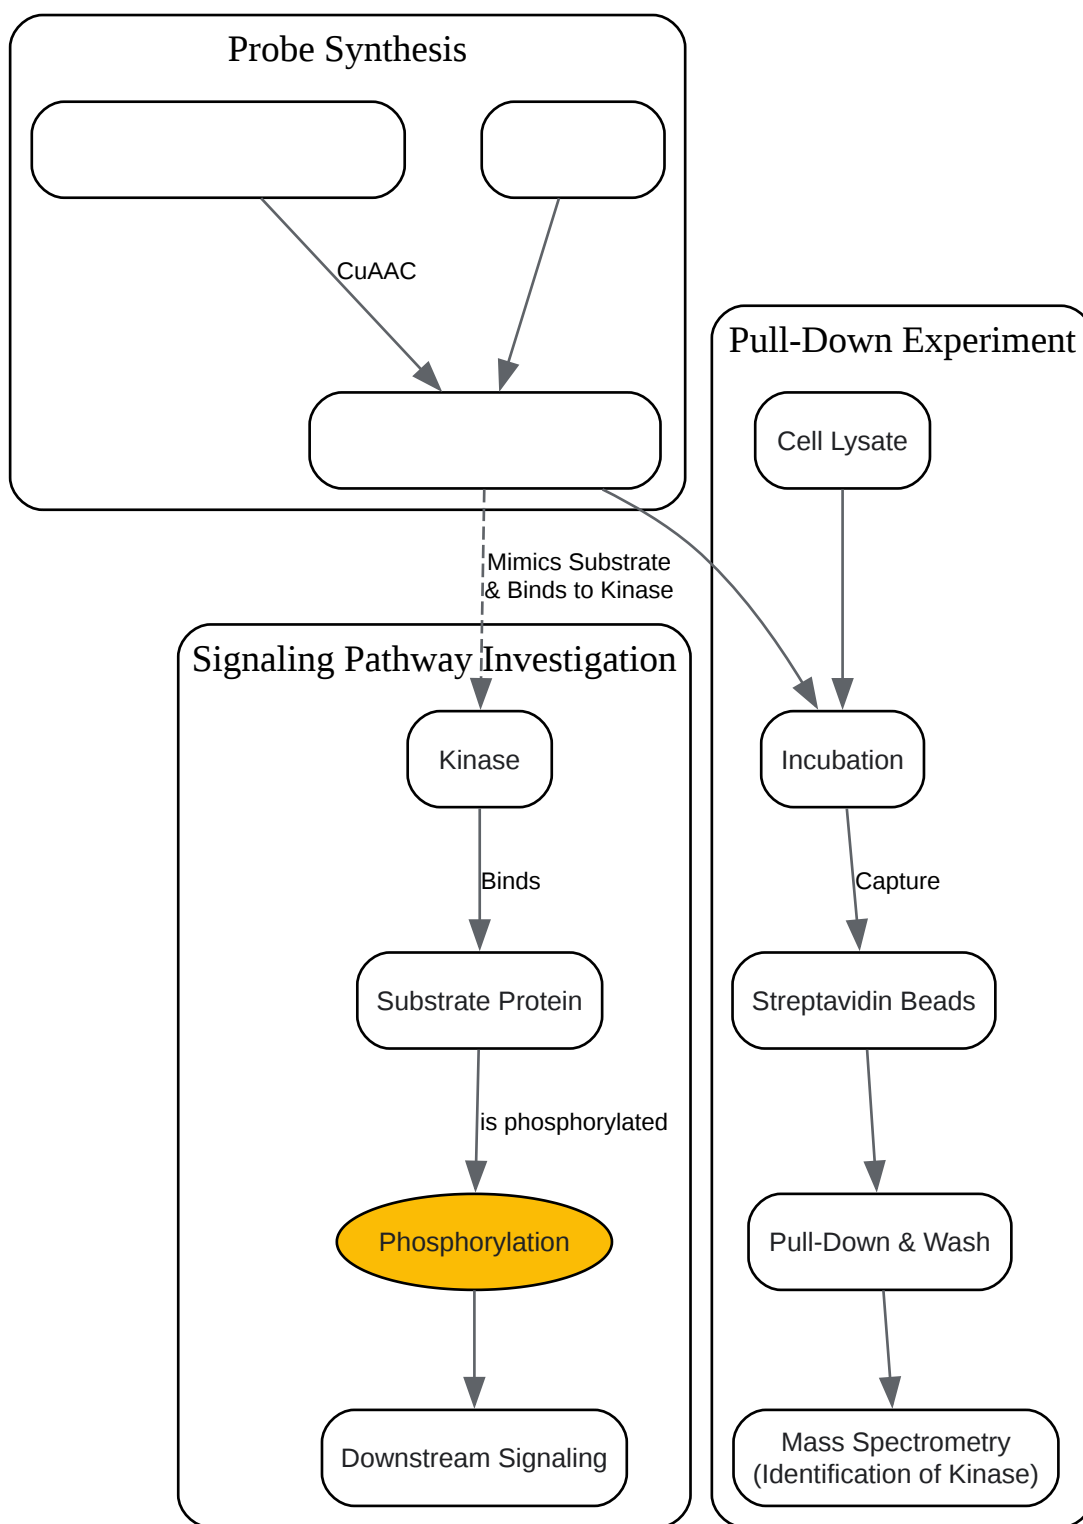 Probe Synthesis
CuAAC
Pull-Down Experiment
Cell Lysate
Mimics Substrate
& Binds to Kinase
Signaling Pathway Investigation
Kinase
Incubation
Binds
Capture
Substrate Protein
Streptavidin Beads
is phosphorylated
Phosphorylation
Pull-Down & Wash
Downstream Signaling
Mass Spectrometry
(Identification of Kinase)